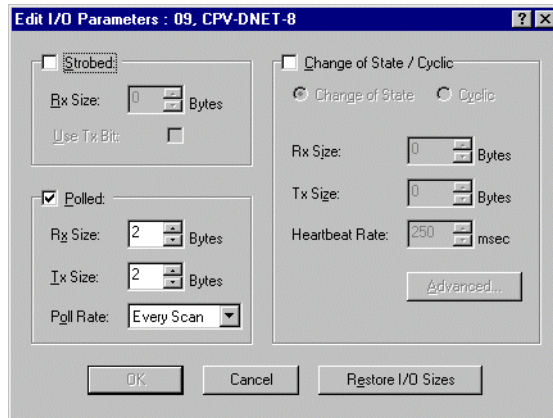 Edit I/O Parameters : 09, CPV-DNET-8
Strobed:
Rx Size: 0 Bytes
Use Tx Bit:
Polled:
Rx Size: 2 Bytes
Tx Size: 2 Bytes
Poll Rate: Every Scan
Change of State / Cyclic
Change of State Cyclic
Rx Size: 0 Bytes
Tx Size: 0 Bytes
Heartbeat Rate: 250 msec
Advanced...
OK Cancel Restore I/O Sizes